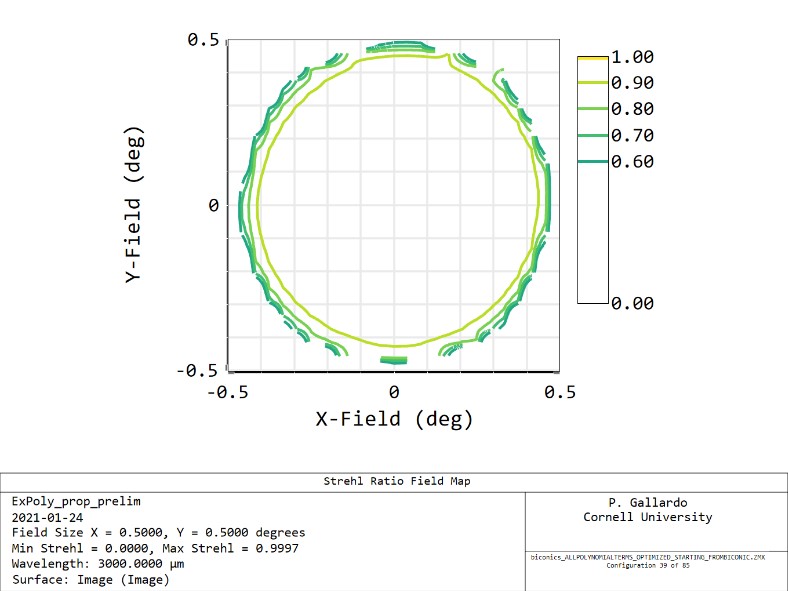 0.5
0
-0.5
Y-Field (deg)
-0.5
0
0.5
X-Field (deg)
1.00
0.90
0.80
0.70
0.60
0.00
Strehl Ratio Field Map
ExPoly_prop_prelim
2021-01-24
Field Size X = 0.5000, Y = 0.5000 degrees
Min Strehl = 0.0000, Max Strehl = 0.9997
Wavelength: 3000.0000 µm
Surface: Image (Image)
P. Gallardo
Cornell University
biconics_ALLPOLYNOMIALTERMS_OPTIMIZED_STARTING_FROMBICONIC.ZMX
Configuration 39 of 85